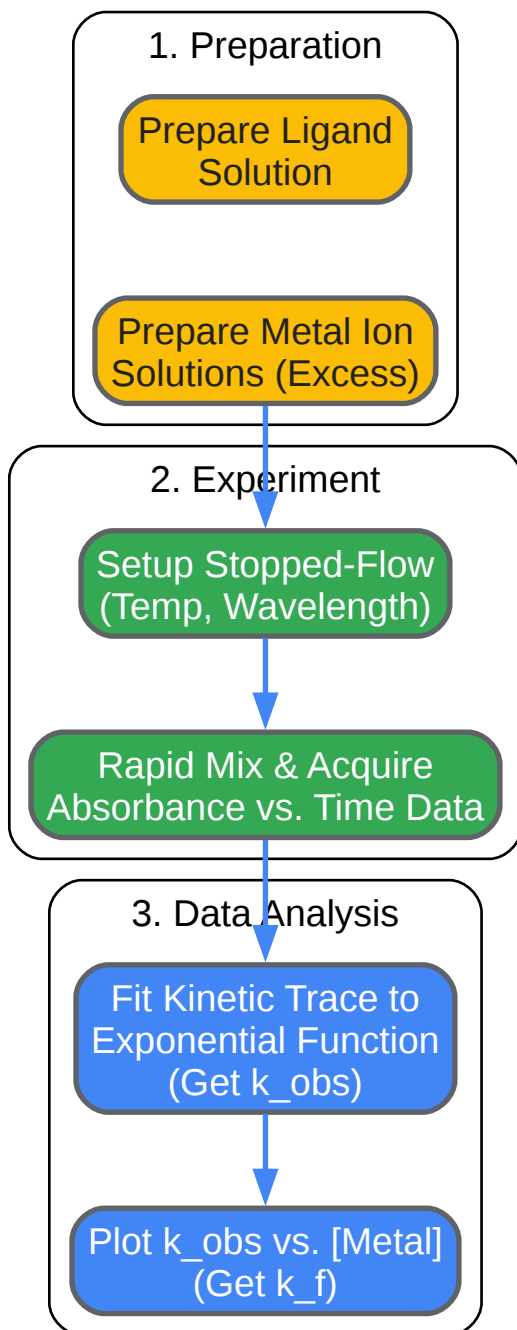 1. Preparation
Prepare Ligand
Solution
Prepare Metal Ion
Solutions (Excess)
2. Experiment
Setup Stopped-Flow
(Temp, Wavelength)
Rapid Mix & Acquire
Absorbance vs. Time Data
3. Data Analysis
Fit Kinetic Trace to
Exponential Function
(Get k_obs)
Plot k_obs vs. [Metal]
(Get k_f)